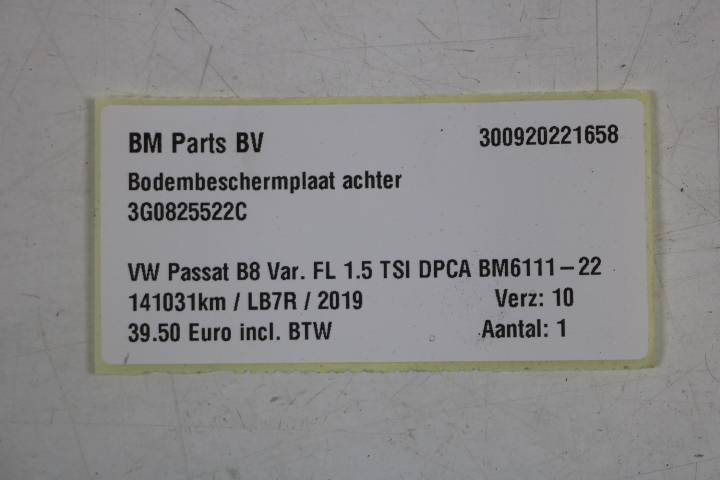 BM Parts BV 300920221658
Bodembeschermplaat achter
3G0825522C
VW Passat B8 Var. FL 1.5 TSI DPCA BM6111-22
141031km / LB7R / 2019 Verz: 10
39.50 Euro incl. BTW Aantal: 1